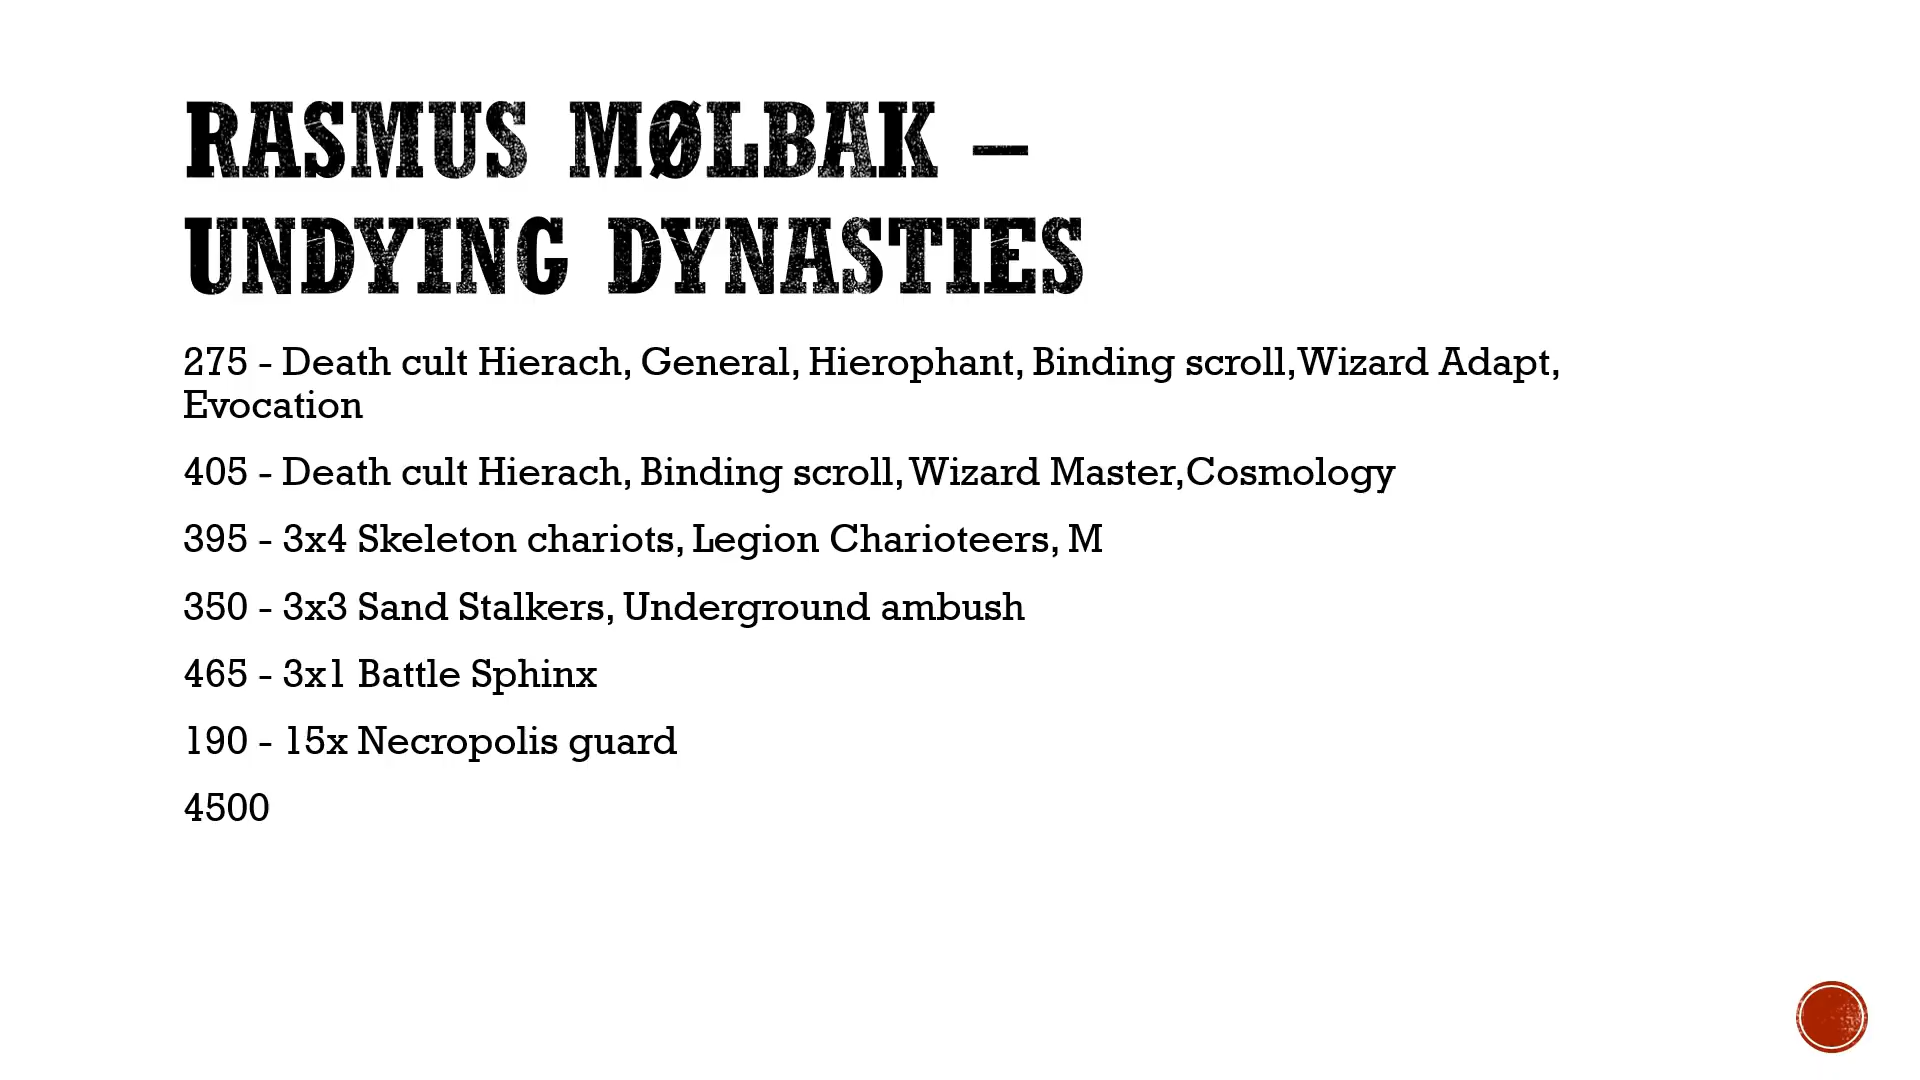 RASMUS MØLBAK –
UNDYING DYNASTIES
275 - Death cult Hierach, General, Hierophant, Binding scroll,Wizard Adapt,
Evocation
405 - Death cult Hierach, Binding scroll, Wizard Master,Cosmology
395 - 3x4 Skeleton chariots, Legion Charioteers, M
350 - 3x3 Sand Stalkers, Underground ambush
465 - 3x1 Battle Sphinx
190 - 15x Necropolis guard
4500